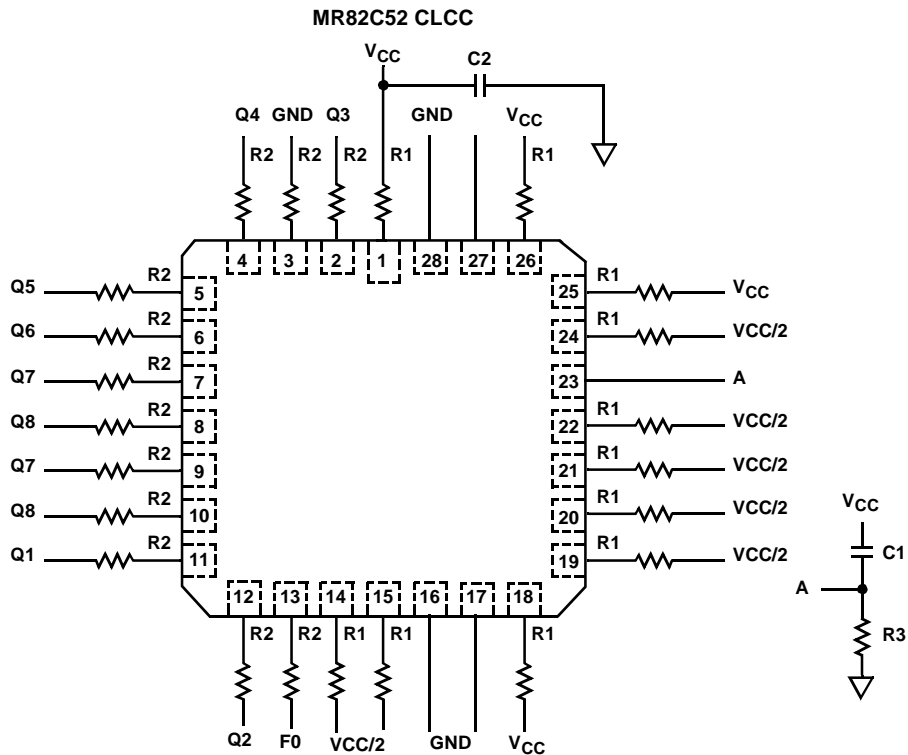 MR82C52 CLCC
VCC
C2
Q4 GND Q3 GND VCC
R2 R2 R2 R1 R1
4 3 2 1 28 27 26
Q5 R2 5 25 R1 VCC
Q6 R2 6 24 R1 VCC/2
Q7 R2 7 23 A
Q8 R2 8 22 R1 VCC/2
Q7 R2 9 21 R1 VCC/2
Q8 R2 10 20 R1 VCC/2
Q1 R2 11 19 R1 VCC/2
12 13 14 15 16 17 18
R2 R2 R1 R1 R1
Q2 F0 VCC/2 GND VCC
VCC
C1
A
R3